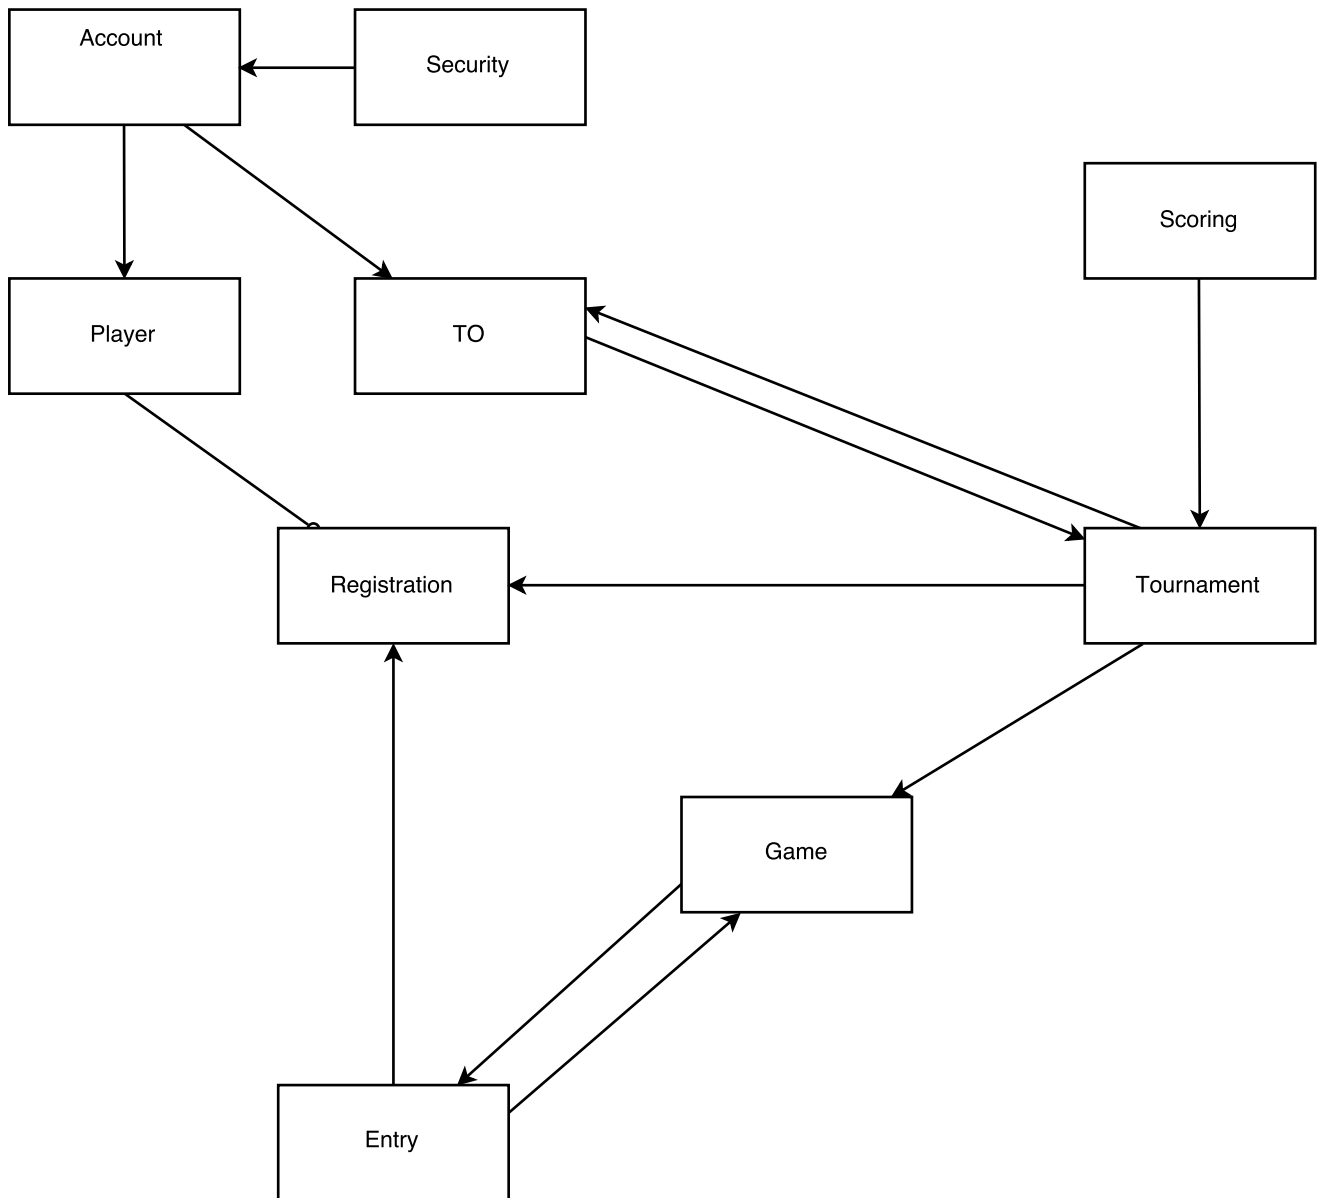 Account
Security
Scoring
Player
TO
Registration
Tournament
Game
Entry